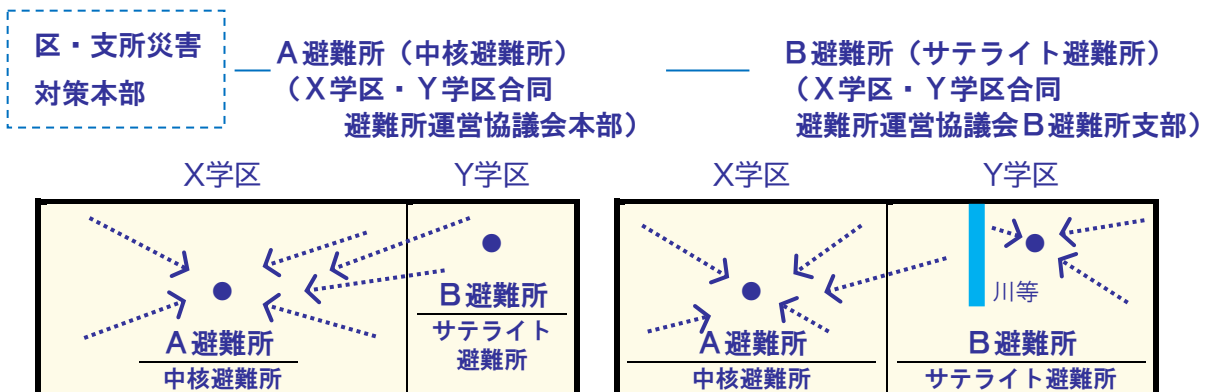 区・支所災害
対策本部
A避難所（中核避難所）
（X学区・Y学区合同
避難所運営協議会本部）
B避難所（サテライト避難所）
（X学区・Y学区合同
避難所運営協議会B避難所支部）
X学区
Y学区
B避難所
サテライト
避難所
A避難所
中核避難所
X学区
Y学区
川等
A避難所
中核避難所
B避難所
サテライト避難所